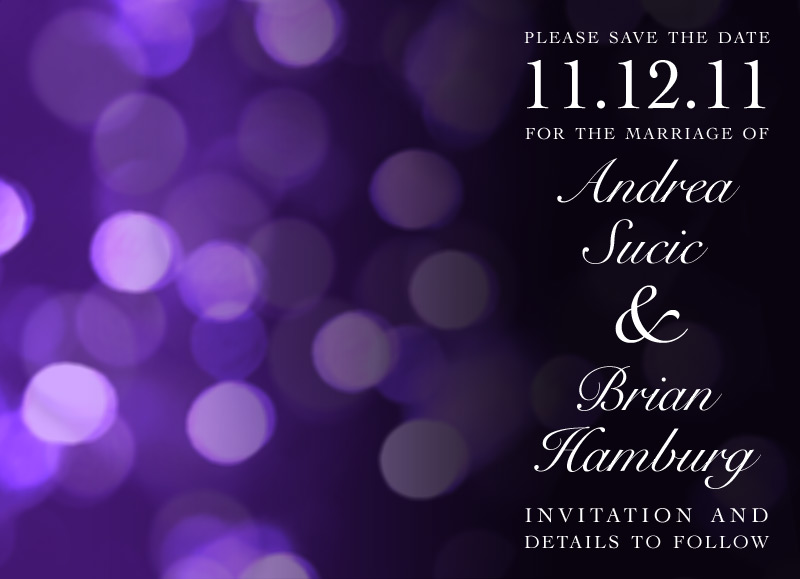 PLEASE SAVE THE DATE
11.12.11
FOR THE MARRIAGE OF
Andrea
Sucic
&
Brian
Hamburg
INVITATION AND
DETAILS TO FOLLOW